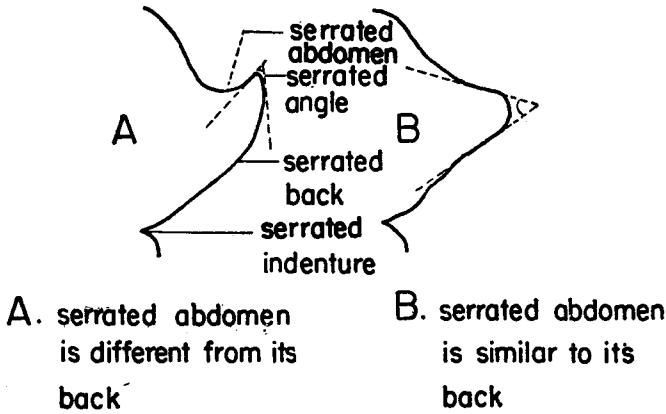 serrated
abdomen
serrated
angle
A
B
serrated
back
serrated
indenture
A. serrated abdomen
is different from its
back
B. serrated abdomen
is similar to it's
back